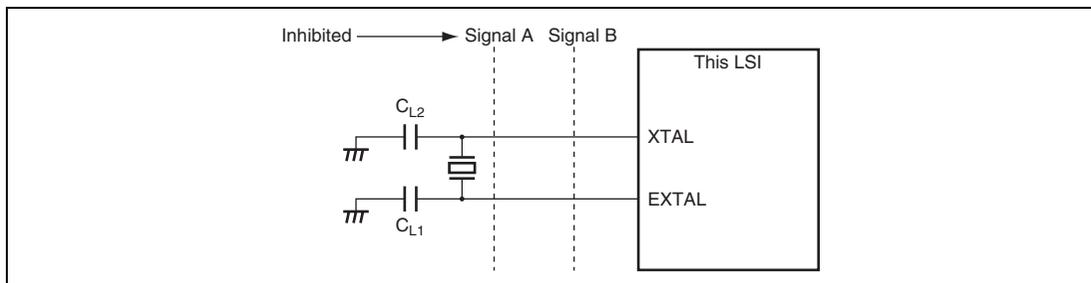 Inhibited Signal A Signal B
This LSI
CL2
XTAL
EXTAL
CL1